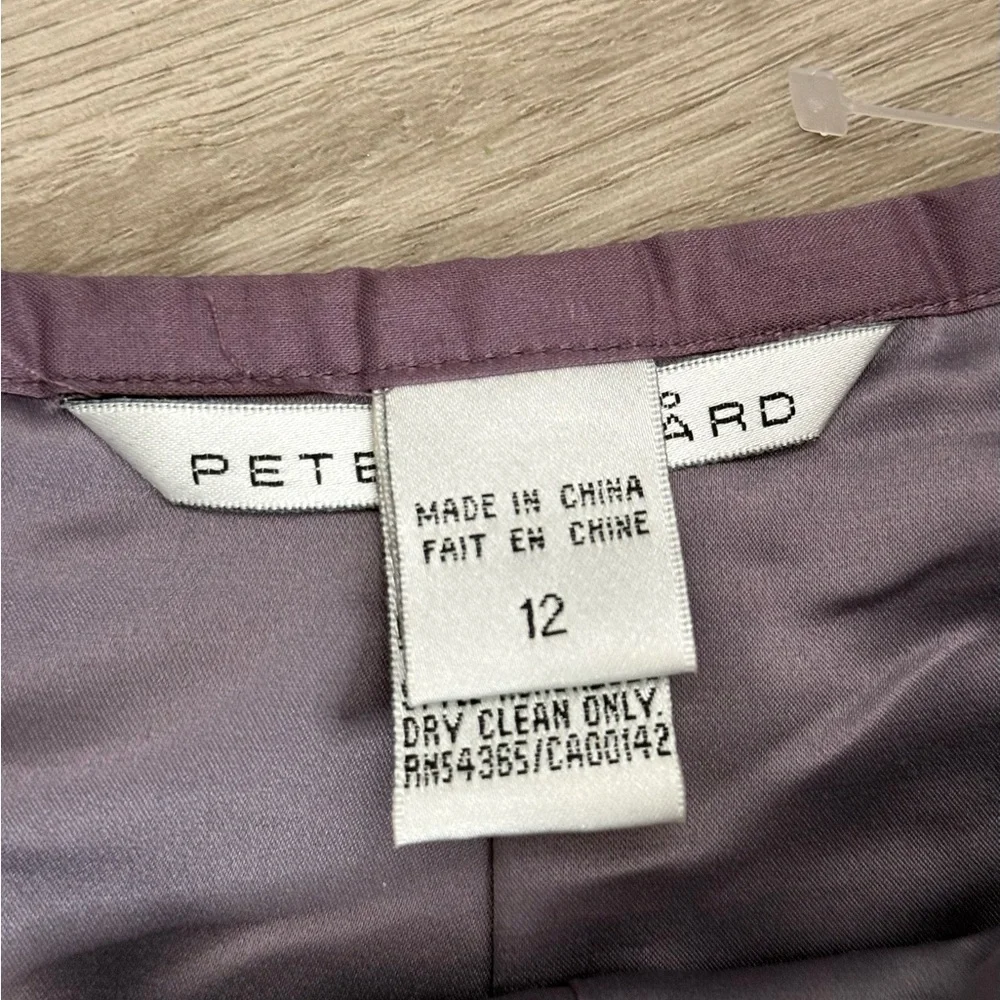 PETE
ARD
MADE IN CHINA
FAIT EN CHINE
12
DRY CLEAN ONLY.
RN54365/CA00142